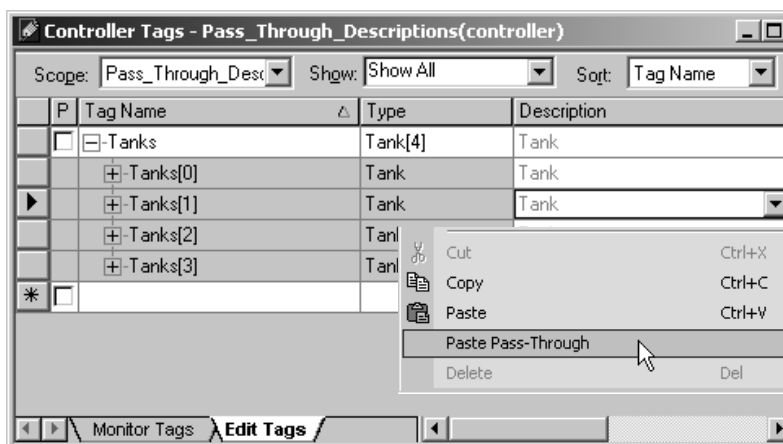 Controller Tags - Pass_Through_Descriptions(controller)
Scope: Pass_Through_Desc Show: Show All Sort: Tag Name
P Tag Name Type Description
Tanks Tank[4] Tank
Tanks[0] Tank Tank
Tanks[1] Tank Tank
Tanks[2] Tank
Tanks[3] Tank
Cut Ctrl+X
Copy Ctrl+C
Paste Ctrl+V
Paste Pass-Through
Delete Del
Monitor Tags Edit Tags